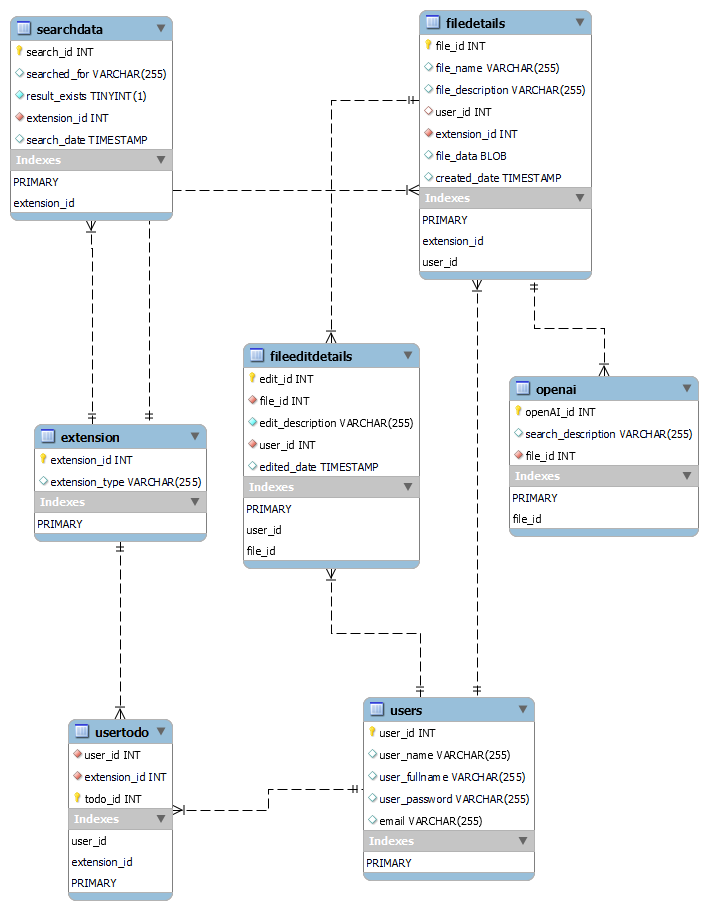 searchdata
search_id INT
searched_for VARCHAR(255)
result_exists TINYINT(1)
extension_id INT
search_date TIMESTAMP
Indexes
PRIMARY
extension_id
filedetails
file_id INT
file_name VARCHAR(255)
file_description VARCHAR(255)
user_id INT
extension_id INT
file_data BLOB
created_date TIMESTAMP
Indexes
PRIMARY
extension_id
user_id
fileeditdetails
edit_id INT
file_id INT
edit_description VARCHAR(255)
user_id INT
edited_date TIMESTAMP
Indexes
PRIMARY
user_id
file_id
openai
openAI_id INT
search_description VARCHAR(255)
file_id INT
Indexes
PRIMARY
file_id
extension
extension_id INT
extension_type VARCHAR(255)
Indexes
PRIMARY
usertodo
user_id INT
extension_id INT
todo_id INT
Indexes
user_id
extension_id
PRIMARY
users
user_id INT
user_name VARCHAR(255)
user_fullname VARCHAR(255)
user_password VARCHAR(255)
email VARCHAR(255)
Indexes
PRIMARY